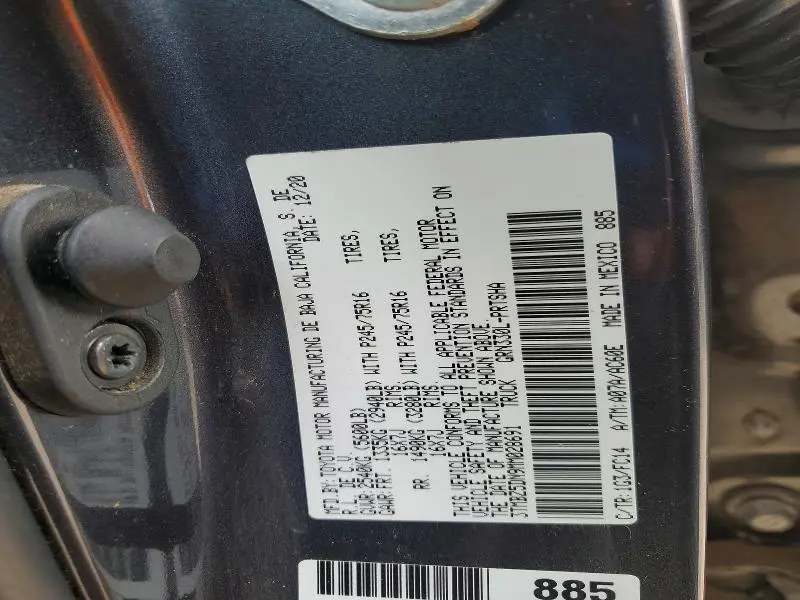 MFD.BY: TOYOTA MOTOR MANUFACTURING DE BAJA CALIFORNIA, S. DE
R.L. DE C.V. DATE: 12/20
GVWR 2540KG (5600LB)
GAWR FRT. 1335KG (2940LB) WITH P245/75R16 TIRES,
16X7J RIMS
RR. 1490KG (3280LB) WITH P245/75R16 TIRES,
16X7J RIMS
THIS VEHICLE CONFORMS TO ALL APPLICABLE FEDERAL MOTOR
VEHICLE SAFETY AND THEFT PREVENTION STANDARDS IN EFFECT ON
THE DATE OF MANUFACTURE SHOWN ABOVE.
3TMBZ5DN9MM028691 TRUCK GRN330L-PRTSHA
C/TR: 1G3/FC14 A/TM: A07A/AC60E MADE IN MEXICO 885
885